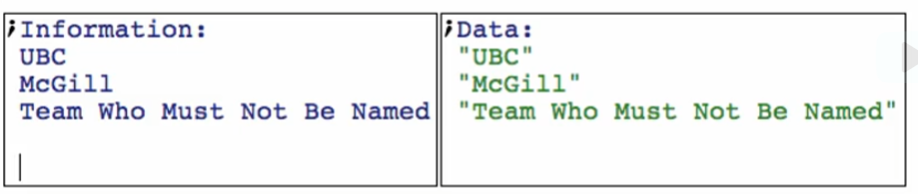 ;Information:
UBC
McGill
Team Who Must Not Be Named
;Data:
"UBC"
"McGill"
"Team Who Must Not Be Named"